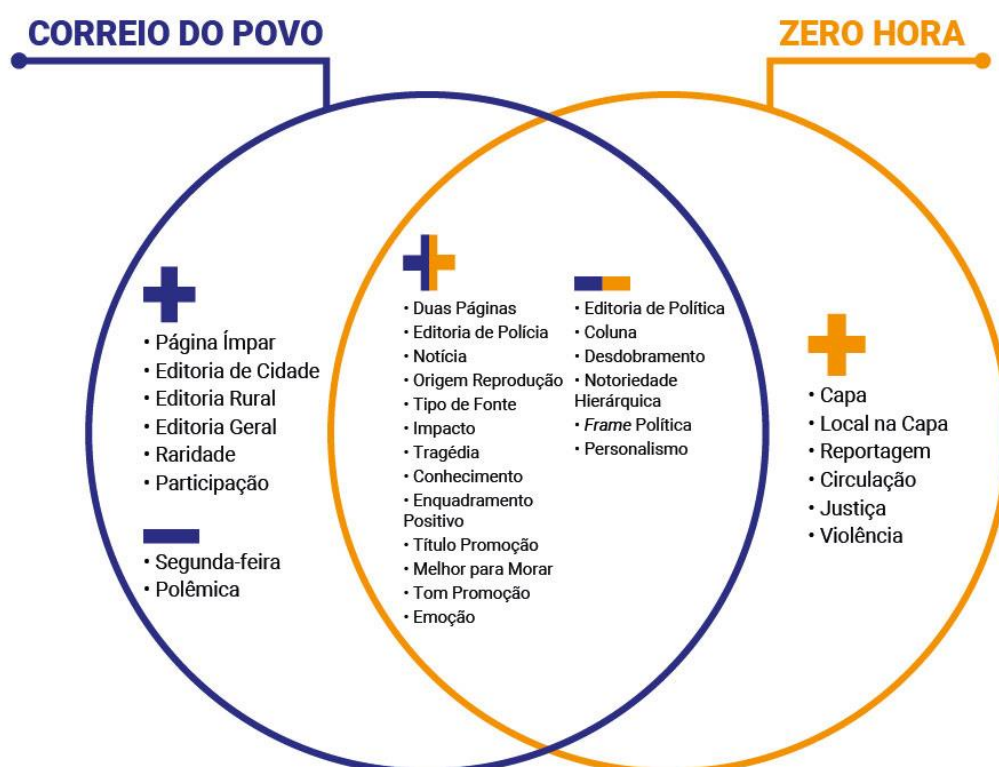 CORREIO DO POVO
ZERO HORA
• Página Ímpar
• Editoria de Cidade
• Editoria Rural
• Editoria Geral
• Raridade
• Participação
• Segunda-feira
• Polêmica
• Duas Páginas
• Editoria de Polícia
• Notícia
• Origem Reprodução
• Tipo de Fonte
• Impacto
• Tragédia
• Conhecimento
• Enquadramento
Positivo
• Título Promoção
• Melhor para Morar
• Tom Promoção
• Emoção
• Editoria de Política
• Coluna
• Desdobramento
• Notoriedade
Hierárquica
• Frame Política
• Personalismo
• Capa
• Local na Capa
• Reportagem
• Circulação
• Justiça
• Violência